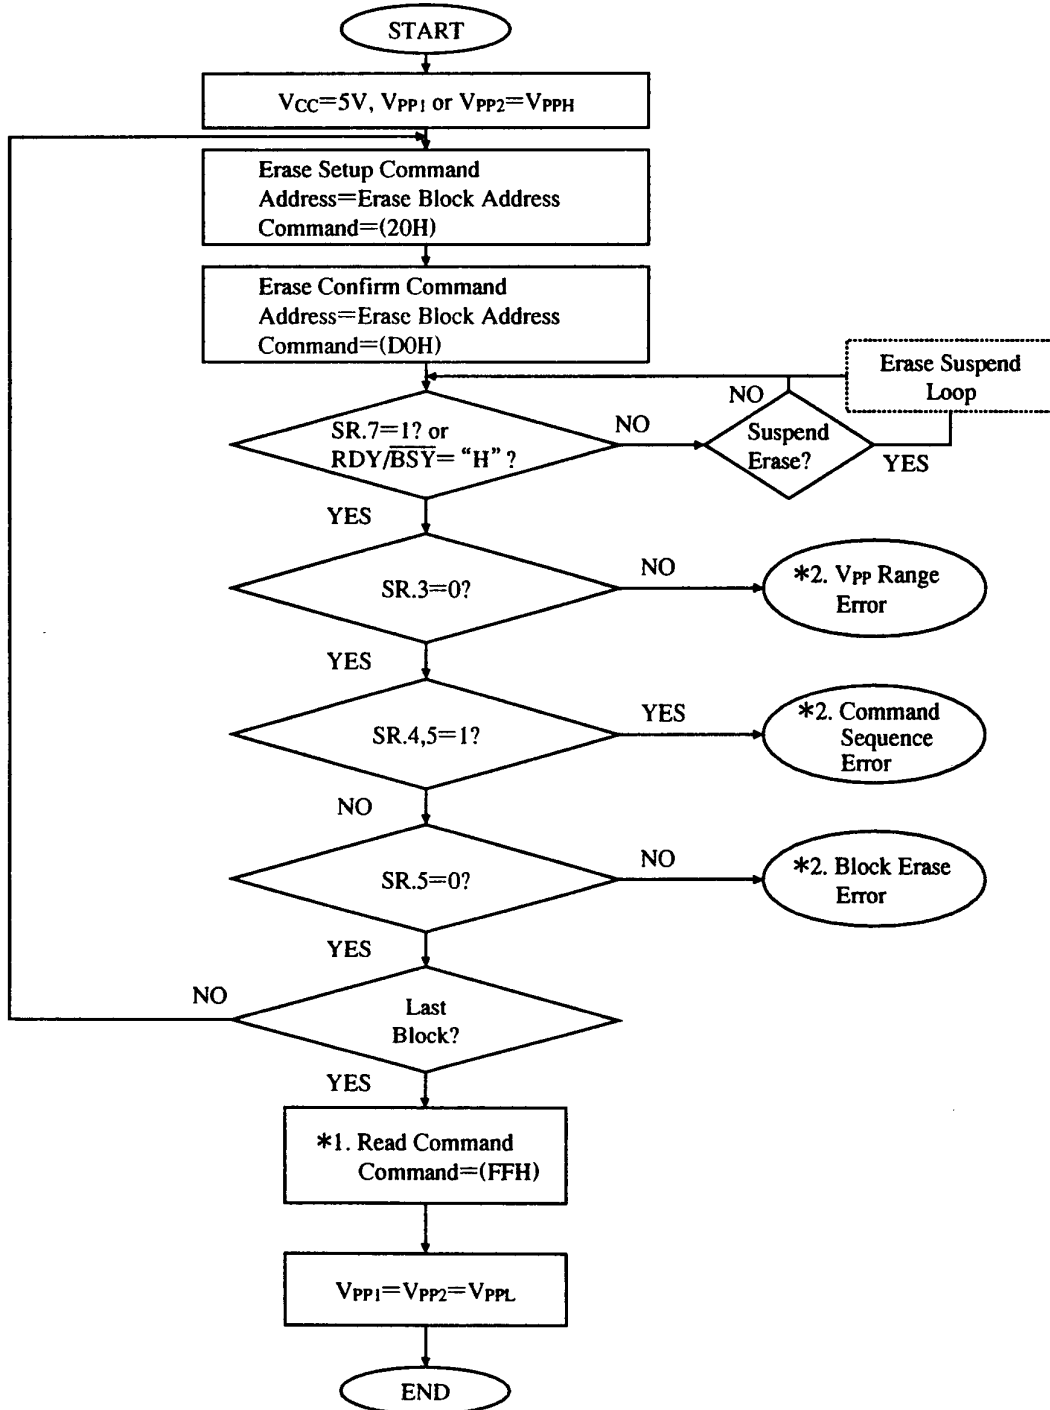 START
VCC=5V, VPP1 or VPP2=VPPH
Erase Setup Command
Address=Erase Block Address
Command=(20H)
Erase Confirm Command
Address=Erase Block Address
Command=(D0H)
Erase Suspend
Loop
NO
SR.7=1? or
RDY/B̅S̅Y̅= “H” ?
NO
Suspend
Erase?
YES
YES
SR.3=0?
NO
*2. VPP Range
Error
YES
SR.4,5=1?
YES
*2. Command
Sequence
Error
NO
SR.5=0?
NO
*2. Block Erase
Error
YES
NO
Last
Block?
YES
*1. Read Command
Command=(FFH)
VPP1=VPP2=VPPL
END